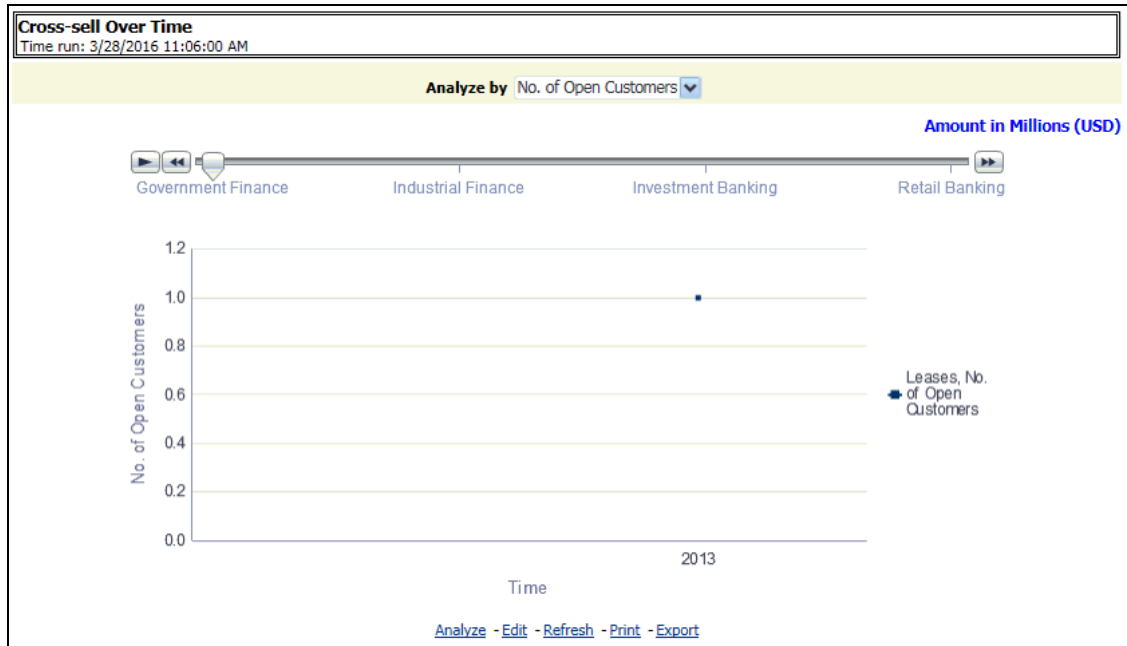 Cross-sell Over Time
Time run: 3/28/2016 11:06:00 AM
Analyze by No. of Open Customers
Amount in Millions (USD)
Government Finance Industrial Finance Investment Banking Retail Banking
1.2
1.0
0.8
0.6
0.4
0.2
0.0
No. of Open Customers
2013
Time
Leases, No.
of Open
Customers
Analyze - Edit - Refresh - Print - Export